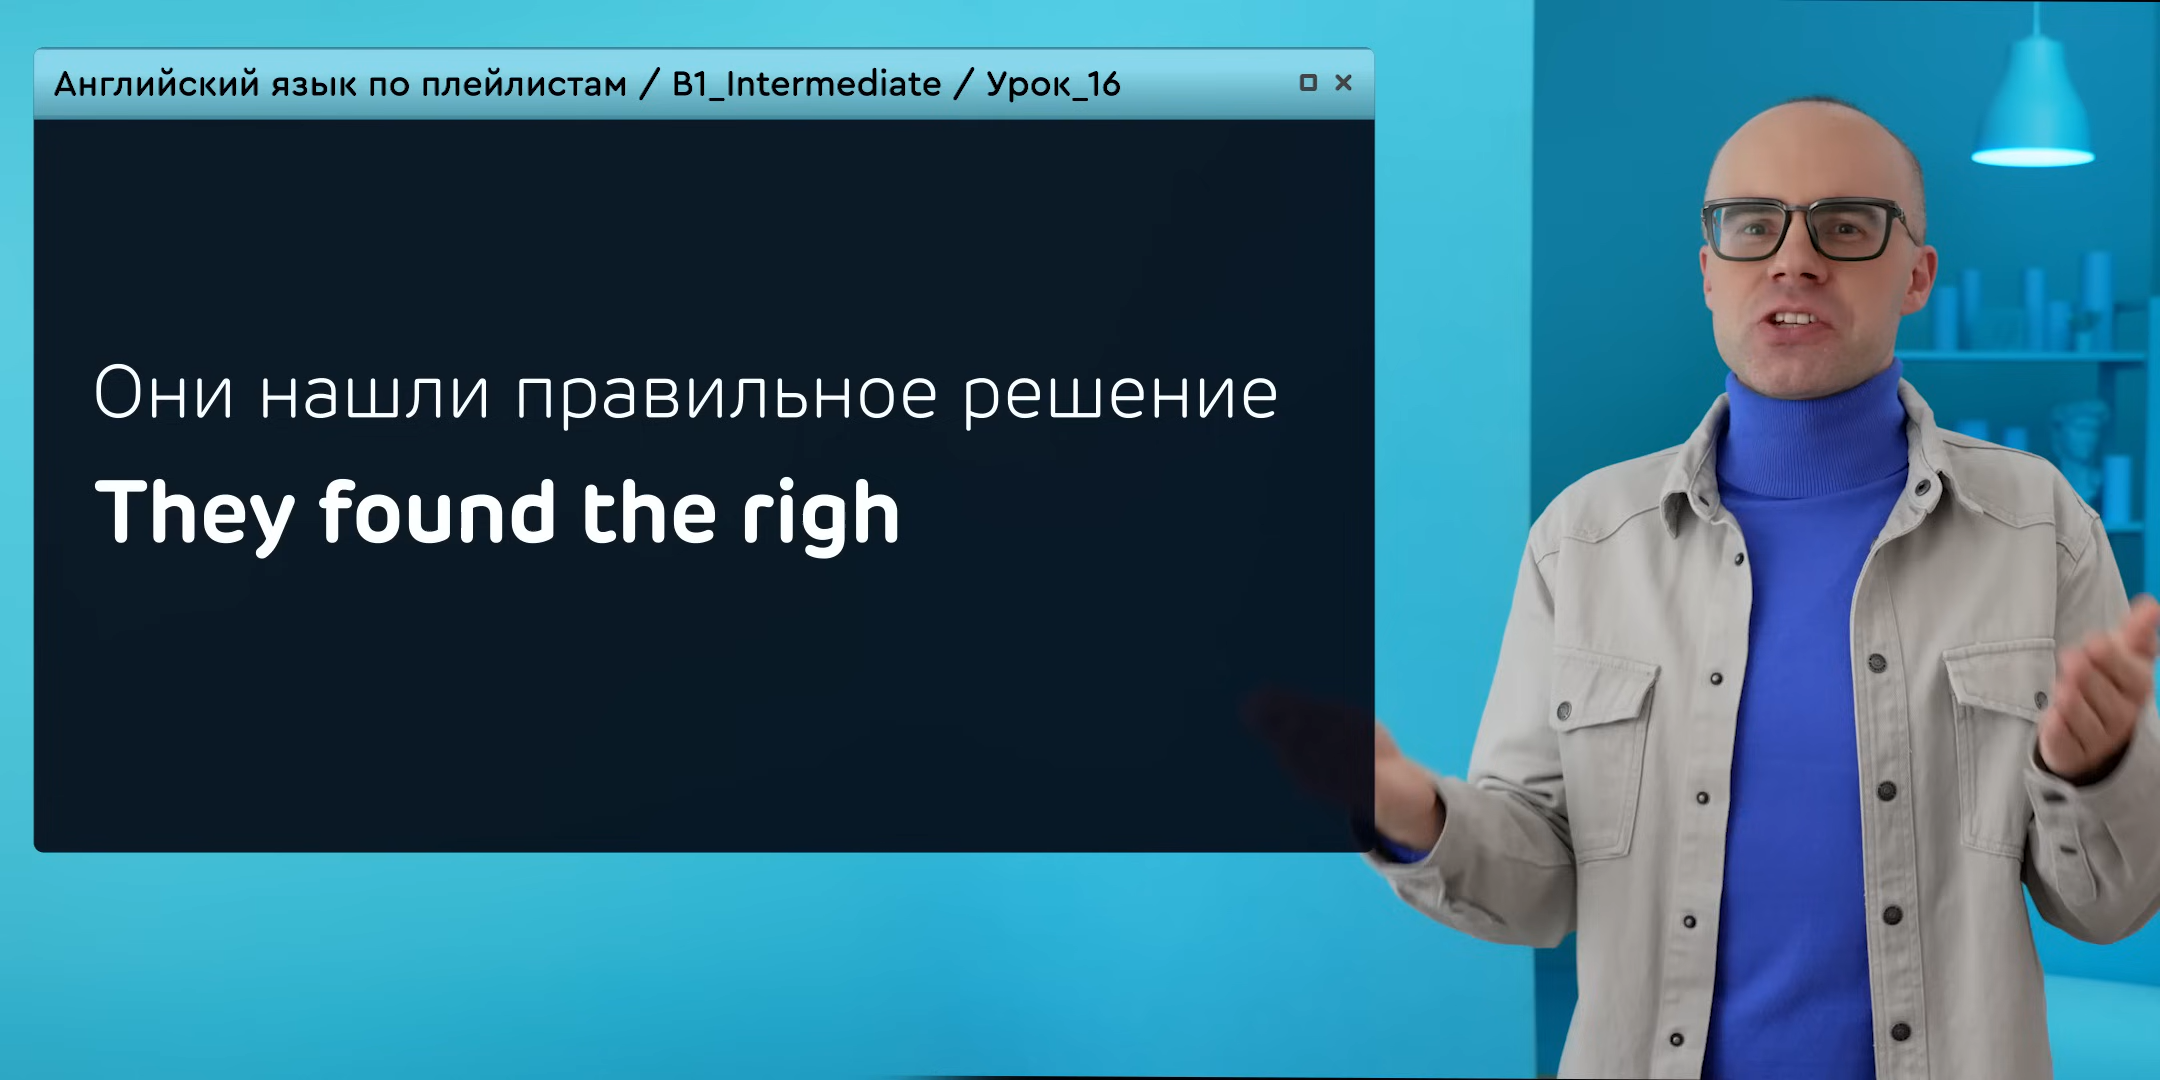 Английский язык по плейлистам / B1_Intermediate / Урок_16
Они нашли правильное решение
They found the righ